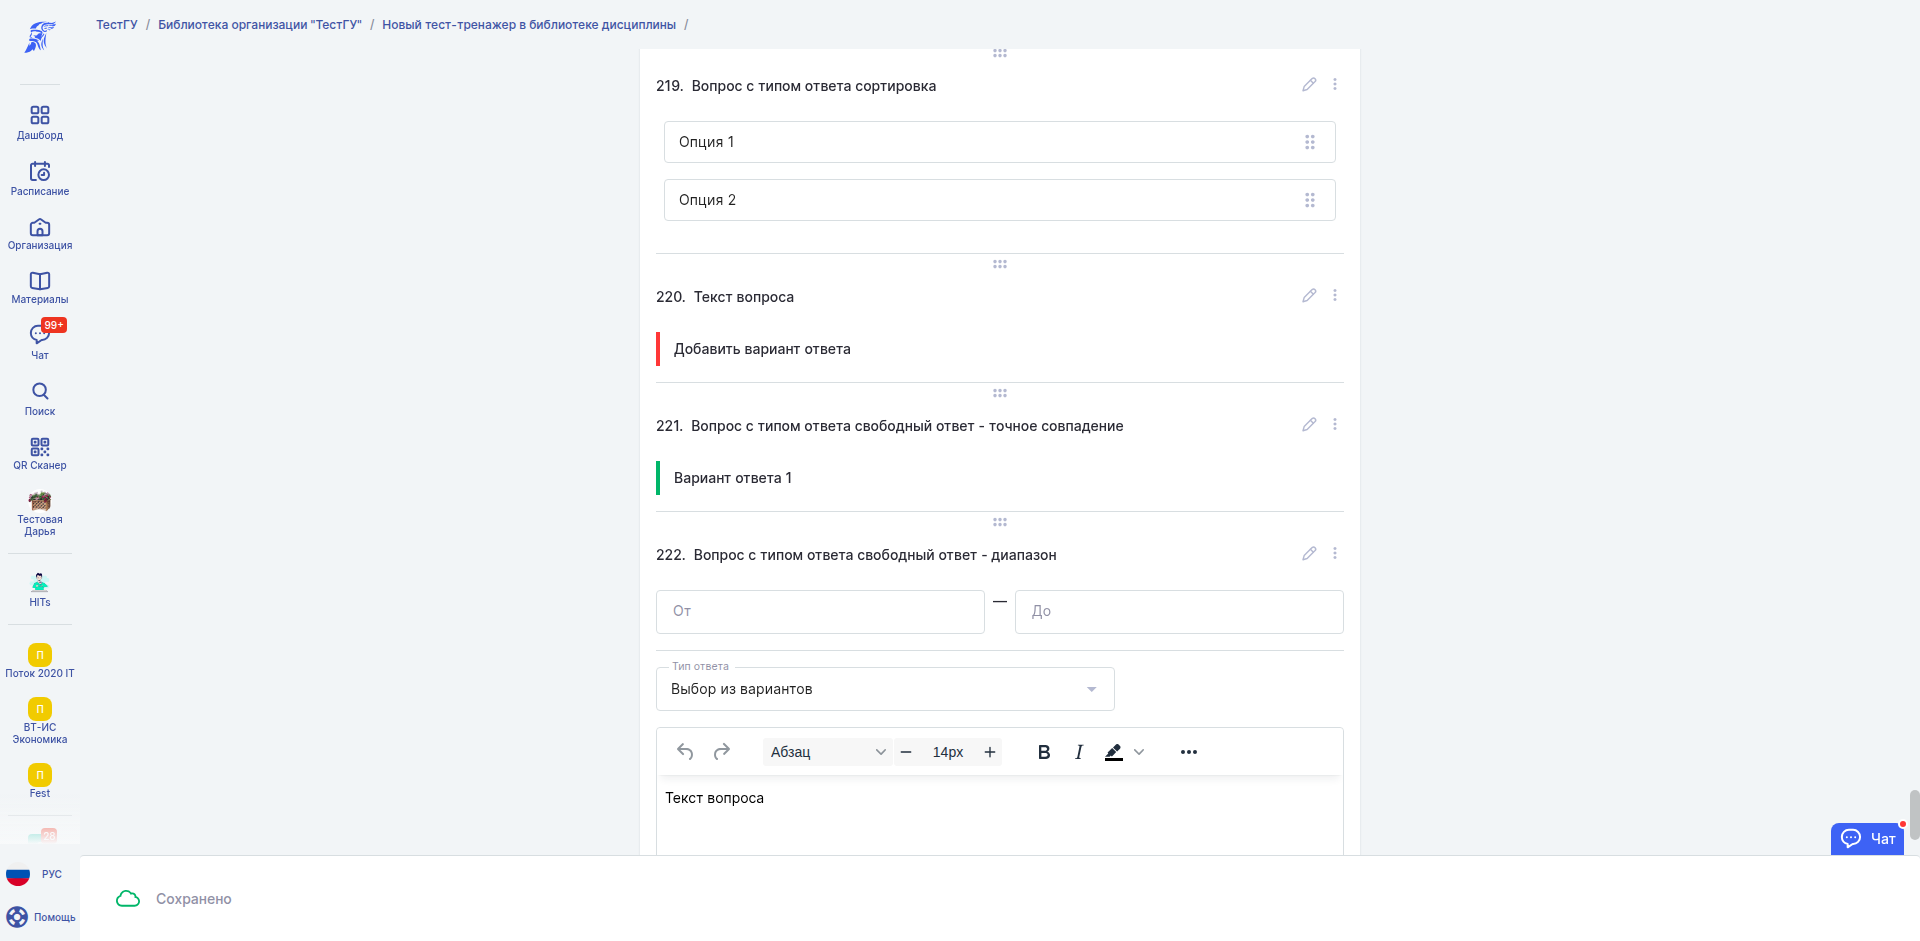 ТестГУ / Библиотека организации "ТестГУ" / Новый тест-тренажер в библиотеке дисциплины /
Дашборд
Расписание
Организация
Материалы
99+
Чат
Поиск
QR Сканер
Тестовая
Дарья
HITs
П
Поток 2020 IT
П
ВТ-ИС
Экономика
П
Fest
28
РУС
Помощь
219. Вопрос с типом ответа сортировка
Опция 1
Опция 2
220. Текст вопроса
Добавить вариант ответа
221. Вопрос с типом ответа свободный ответ - точное совпадение
Вариант ответа 1
222. Вопрос с типом ответа свободный ответ - диапазон
От — До
Тип ответа
Выбор из вариантов
Абзац 14px B I
Текст вопроса
Чат
Сохранено